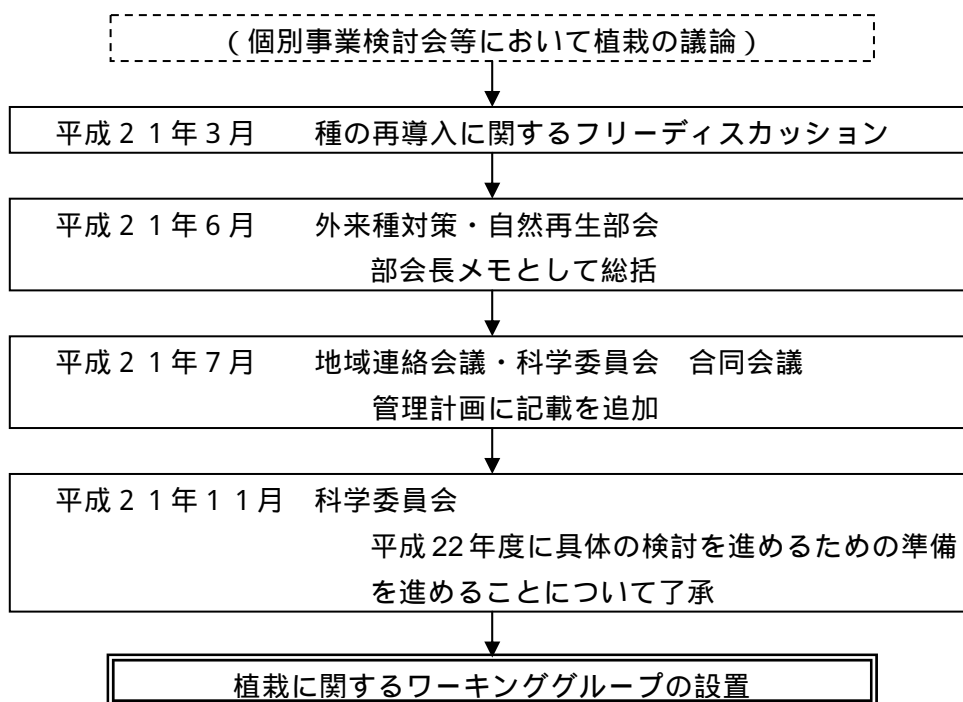 （個別事業検討会等において植栽の議論）
平成２１年３月　　種の再導入に関するフリーディスカッション
平成２１年６月　　外来種対策・自然再生部会
部会長メモとして総括
平成２１年７月　　地域連絡会議・科学委員会　合同会議
管理計画に記載を追加
平成２１年１１月　科学委員会
平成22年度に具体の検討を進めるための準備
を進めることについて了承
植栽に関するワーキンググループの設置